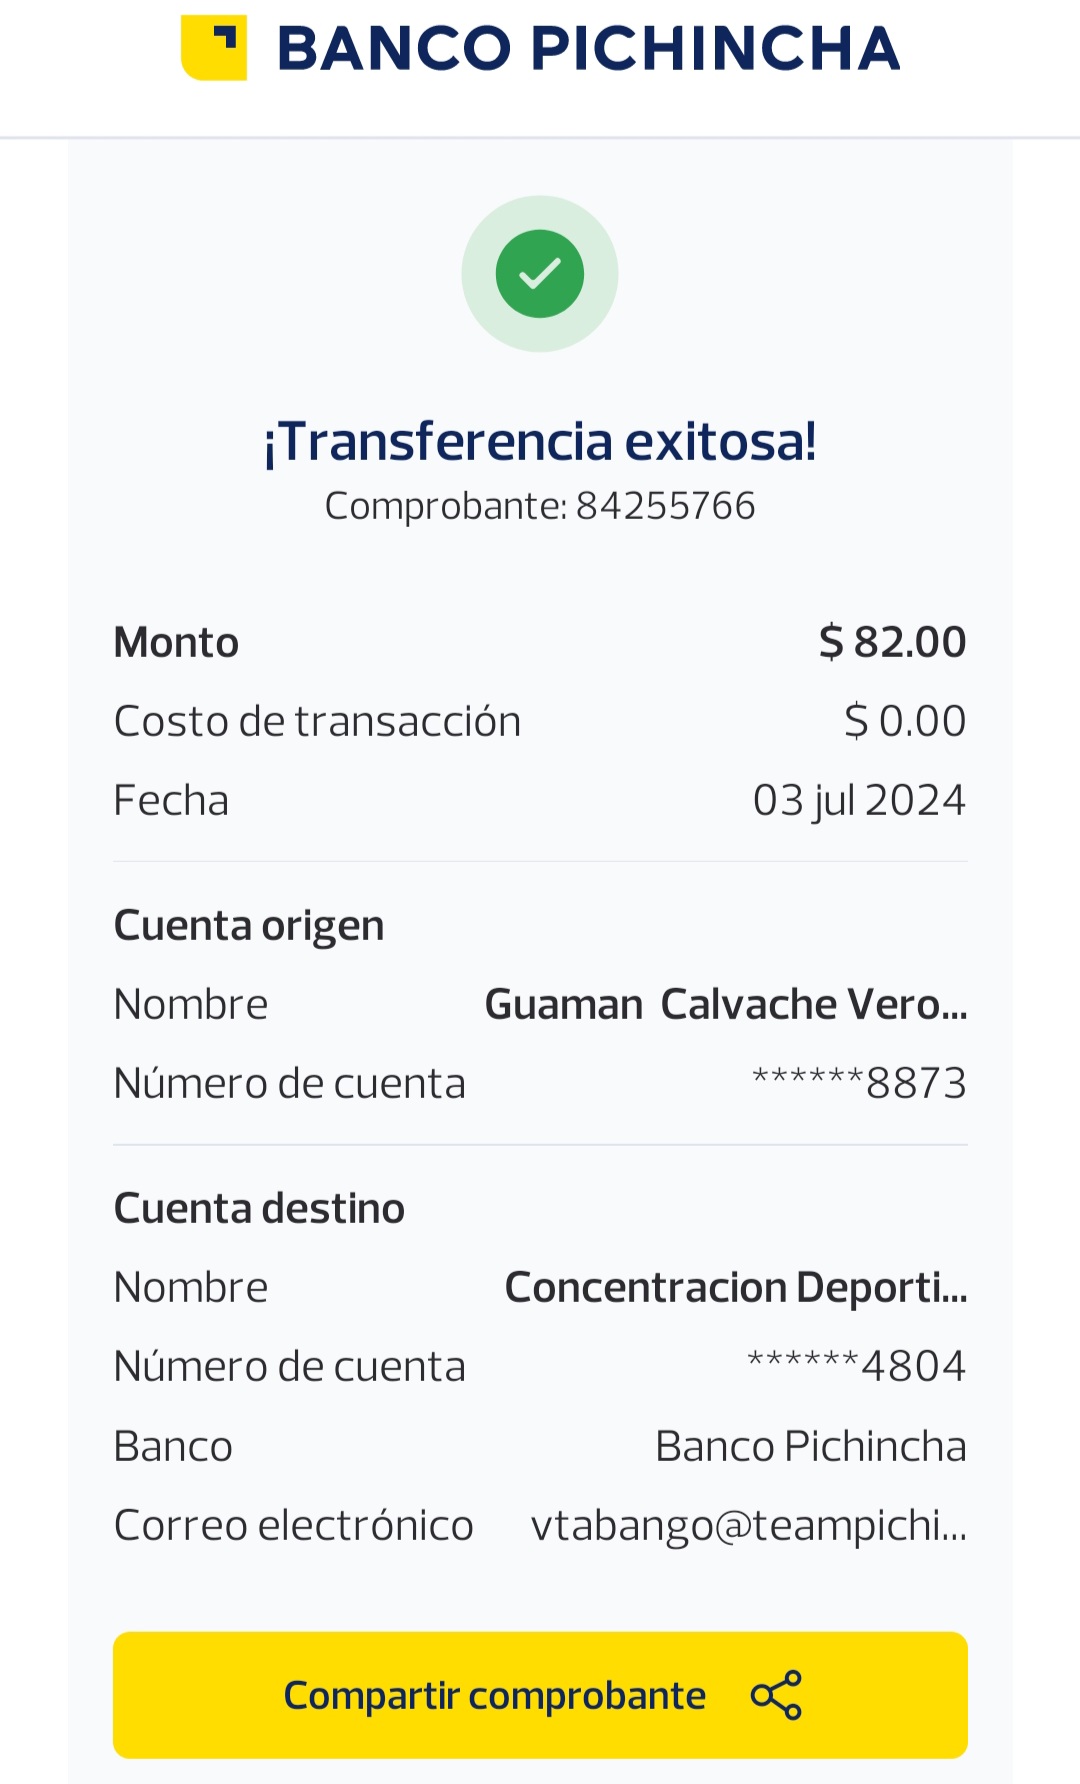 BANCO PICHINCHA
¡Transferencia exitosa!
Comprobante: 84255766
Monto $ 82.00
Costo de transacción $ 0.00
Fecha 03 jul 2024
Cuenta origen
Nombre Guaman  Calvache Vero...
Número de cuenta ******8873
Cuenta destino
Nombre Concentracion Deporti...
Número de cuenta ******4804
Banco Banco Pichincha
Correo electrónico vtabango@teampichi...
Compartir comprobante